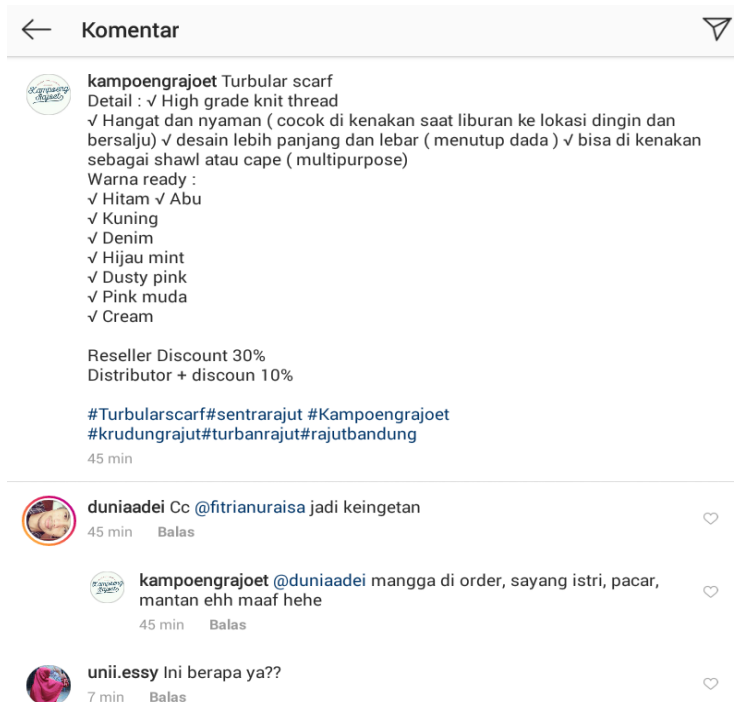 Komentar
kampoengrajoet Turbular scarf
Detail : √ High grade knit thread
√ Hangat dan nyaman ( cocok di kenakan saat liburan ke lokasi dingin dan
bersalju) √ desain lebih panjang dan lebar ( menutup dada ) √ bisa di kenakan
sebagai shawl atau cape ( multipurpose)
Warna ready :
√ Hitam √ Abu
√ Kuning
√ Denim
√ Hijau mint
√ Dusty pink
√ Pink muda
√ Cream
Reseller Discount 30%
Distributor + discoun 10%
#Turbularscarf#sentrarajut #Kampoengrajoet
#krudungrajut#turbanrajut#rajutbandung
45 min
duniaadei Cc @fitrianuraisa jadi keingetan
45 min Balas
kampoengrajoet @duniaadei mangga di order, sayang istri, pacar,
mantan ehh maaf hehe
45 min Balas
unii.essy Ini berapa ya??
7 min Balas